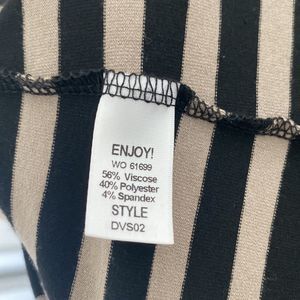 ENJOY!
WO 61699
56% Viscose
40% Polyester
4% Spandex
STYLE
DVS02